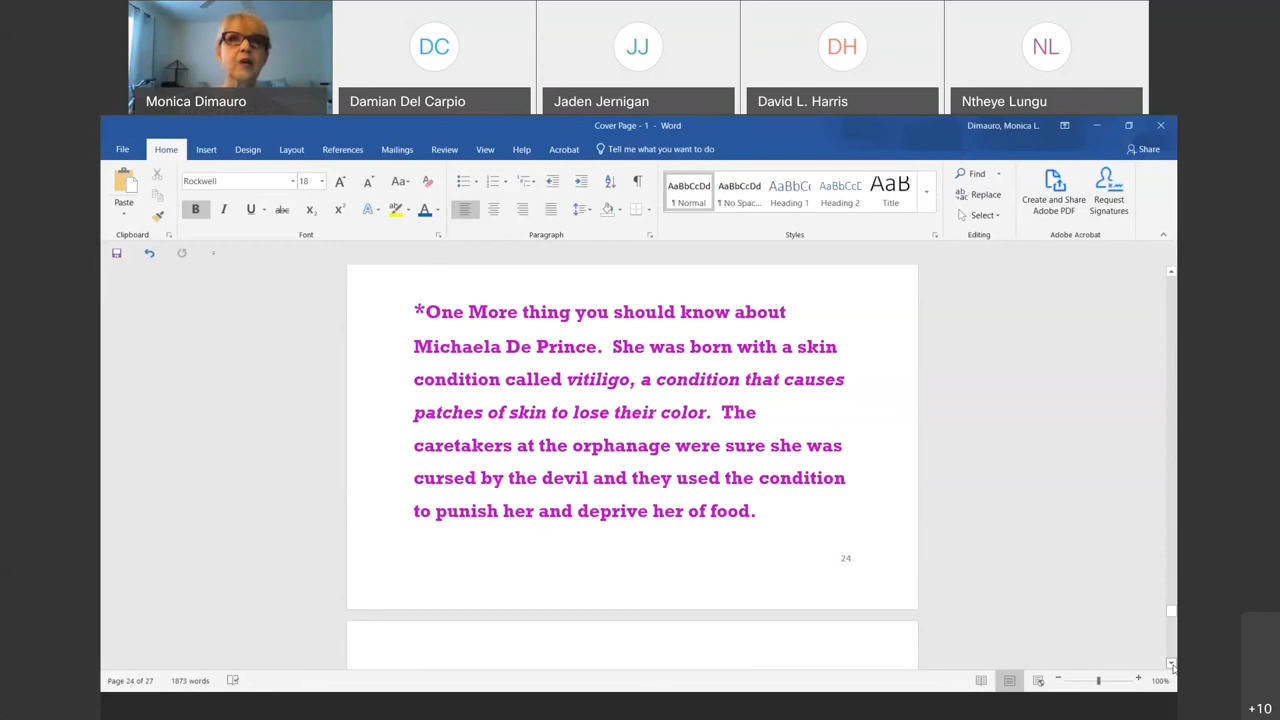 DC
JJ
DH
NL
Monica Dimauro
Damian Del Carpio
Jaden Jernigan
David L. Harris
Ntheye Lungu
Cover Page - 1 - Word
Dimauro, Monica L.
File Home Insert Design Layout References Mailings Review View Help Acrobat Tell me what you want to do Share
Paste
Rockwell 18
Clipboard
Font
Paragraph
AaBbCcDd AaBbCcDd AaBbCc AaBbCcD AaB
¶ Normal ¶ No Spac... Heading 1 Heading 2 Title
Styles
Find
Replace
Select
Editing
Create and Share Adobe PDF
Request Signatures
Adobe Acrobat
*One More thing you should know about
Michaela De Prince. She was born with a skin
condition called vitiligo, a condition that causes
patches of skin to lose their color. The
caretakers at the orphanage were sure she was
cursed by the devil and they used the condition
to punish her and deprive her of food.
24
Page 24 of 27 1873 words
100%
+10